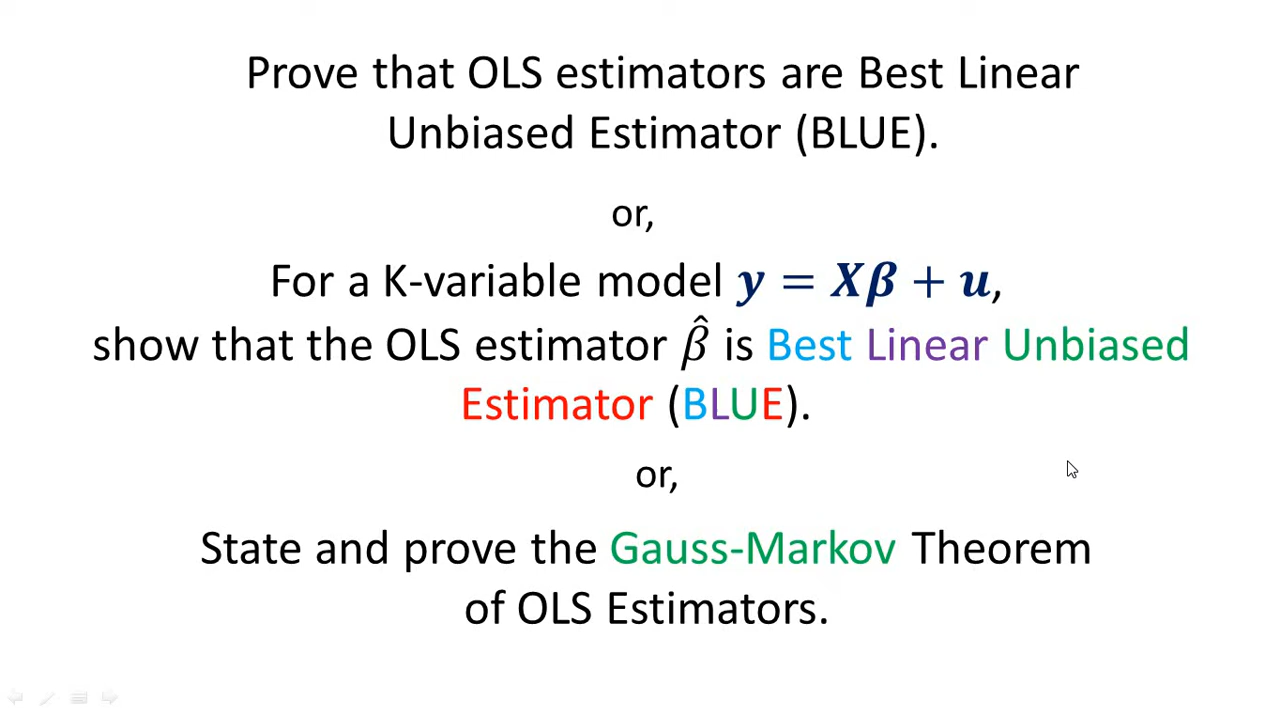 Prove that OLS estimators are Best Linear
Unbiased Estimator (BLUE).
or,
For a K-variable model y = Xβ + u,
show that the OLS estimator β̂ is Best Linear Unbiased
Estimator (BLUE).
or,
State and prove the Gauss-Markov Theorem
of OLS Estimators.